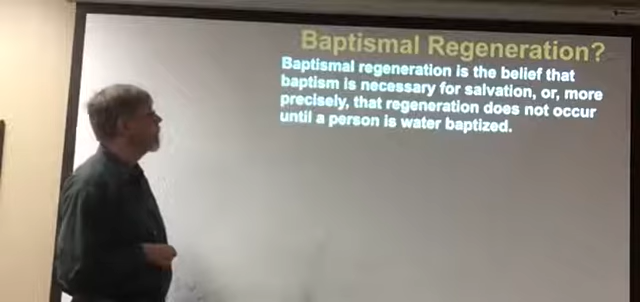 Baptismal Regeneration?
Baptismal regeneration is the belief that
baptism is necessary for salvation, or, more
precisely, that regeneration does not occur
until a person is water baptized.